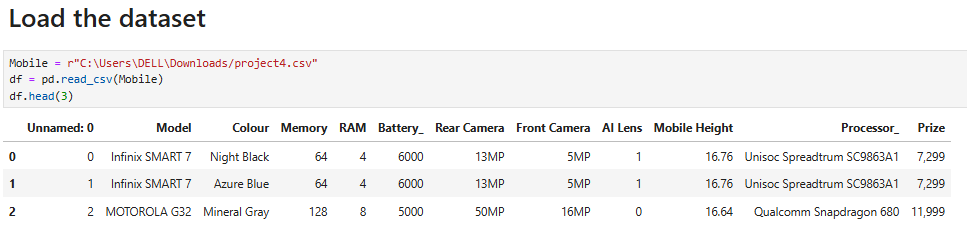 Load the dataset
Mobile = r"C:\Users\DELL\Downloads/project4.csv"
df = pd.read_csv(Mobile)
df.head(3)
Unnamed: 0 Model Colour Memory RAM Battery_ Rear Camera Front Camera AI Lens Mobile Height Processor_ Prize
0 0 Infinix SMART 7 Night Black 64 4 6000 13MP 5MP 1 16.76 Unisoc Spreadtrum SC9863A1 7,299
1 1 Infinix SMART 7 Azure Blue 64 4 6000 13MP 5MP 1 16.76 Unisoc Spreadtrum SC9863A1 7,299
2 2 MOTOROLA G32 Mineral Gray 128 8 5000 50MP 16MP 0 16.64 Qualcomm Snapdragon 680 11,999